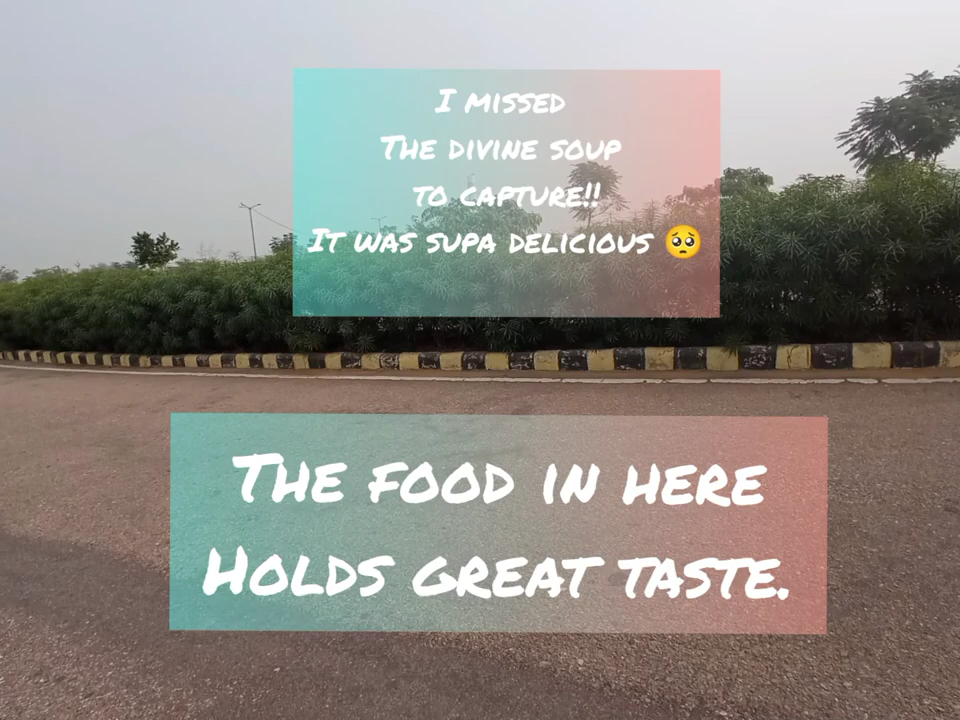 I missed
The divine soup
to capture!!
It was supa delicious 🥺
The food in here
Holds great taste.